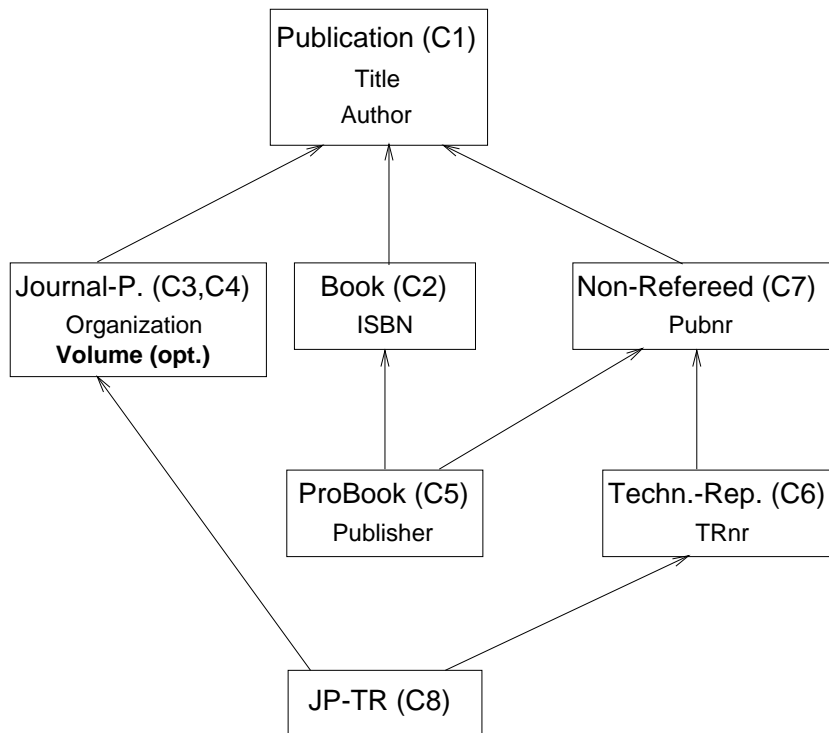 Publication (C1)
Title
Author
Journal-P. (C3,C4)
Organization
Volume (opt.)
Book (C2)
ISBN
Non-Refereed (C7)
Pubnr
ProBook (C5)
Publisher
Techn.-Rep. (C6)
TRnr
JP-TR (C8)